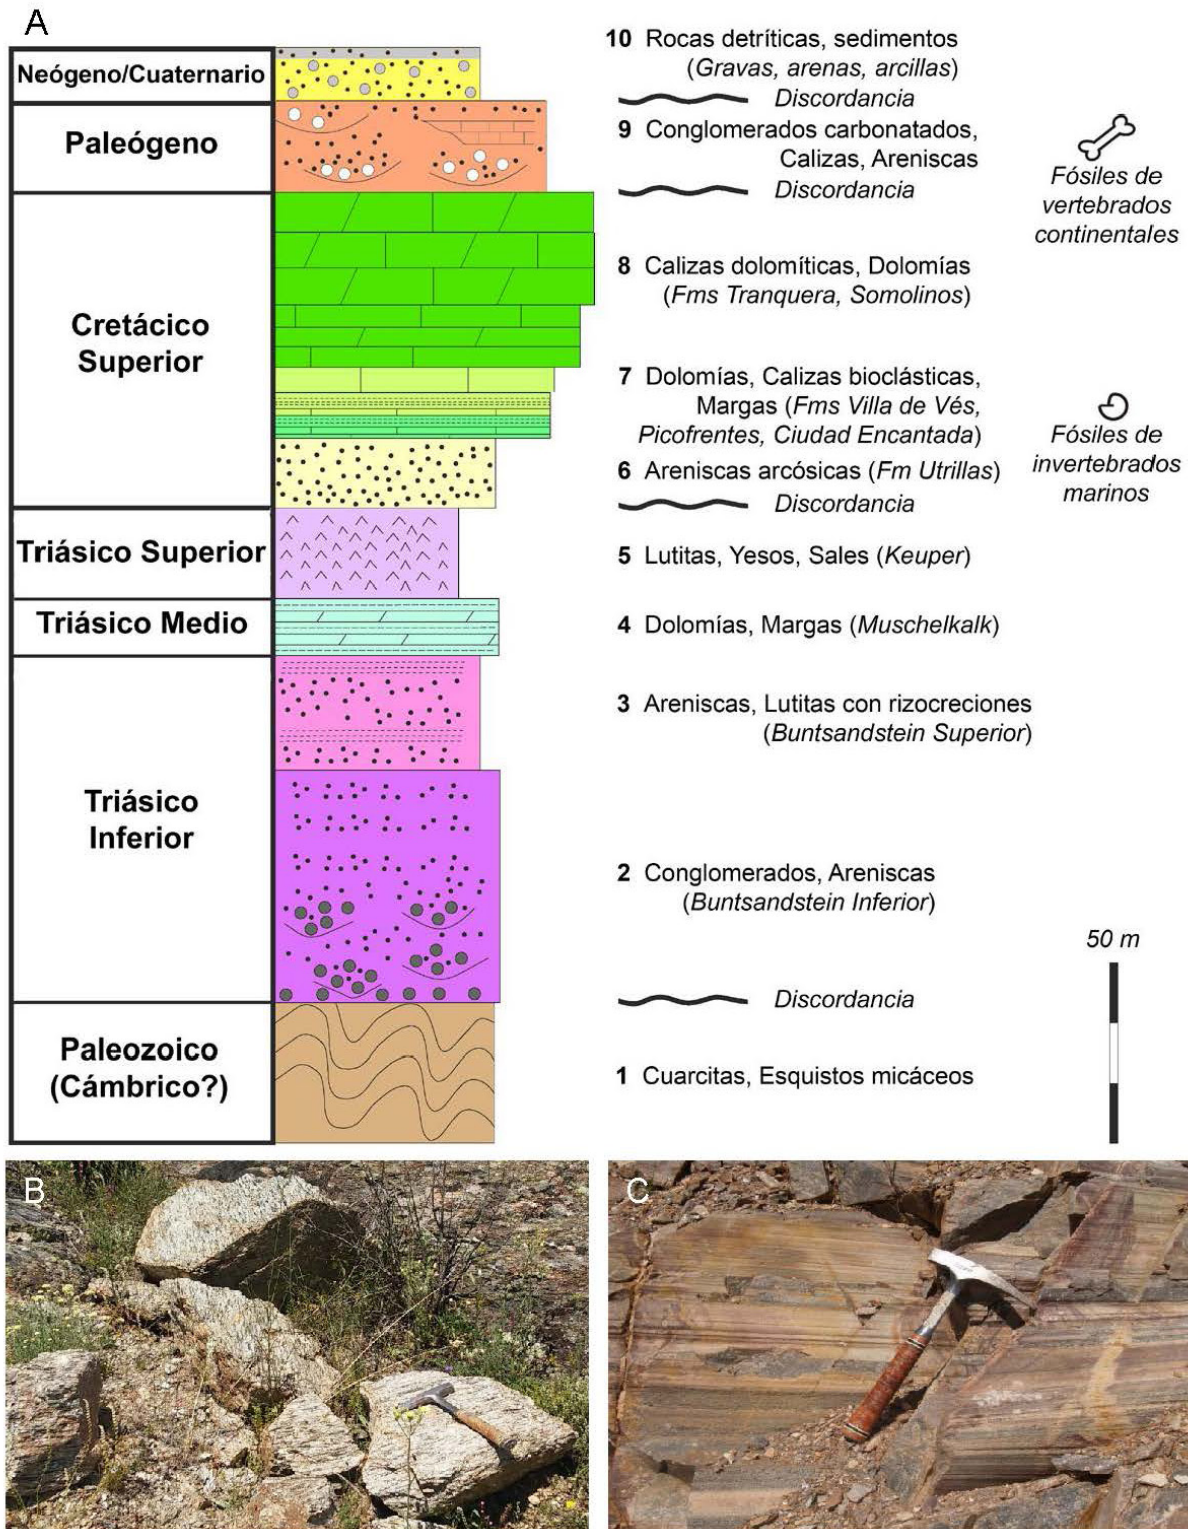 A
Neógeno/Cuaternario
Paleógeno
Cretácico
Superior
Triásico Superior
Triásico Medio
Triásico
Inferior
Paleozoico
(Cámbrico?)
10 Rocas detríticas, sedimentos
(Gravas, arenas, arcillas)
Discordancia
9 Conglomerados carbonatados,
Calizas, Areniscas
Discordancia
8 Calizas dolomíticas, Dolomías
(Fms Tranquera, Somolinos)
7 Dolomías, Calizas bioclásticas,
Margas (Fms Villa de Vés,
Picofrentes, Ciudad Encantada)
6 Areniscas arcósicas (Fm Utrillas)
Discordancia
5 Lutitas, Yesos, Sales (Keuper)
4 Dolomías, Margas (Muschelkalk)
3 Areniscas, Lutitas con rizocreciones
(Buntsandstein Superior)
2 Conglomerados, Areniscas
(Buntsandstein Inferior)
Discordancia
1 Cuarcitas, Esquistos micáceos
Fósiles de
vertebrados
continentales
Fósiles de
invertebrados
marinos
50 m
B
C